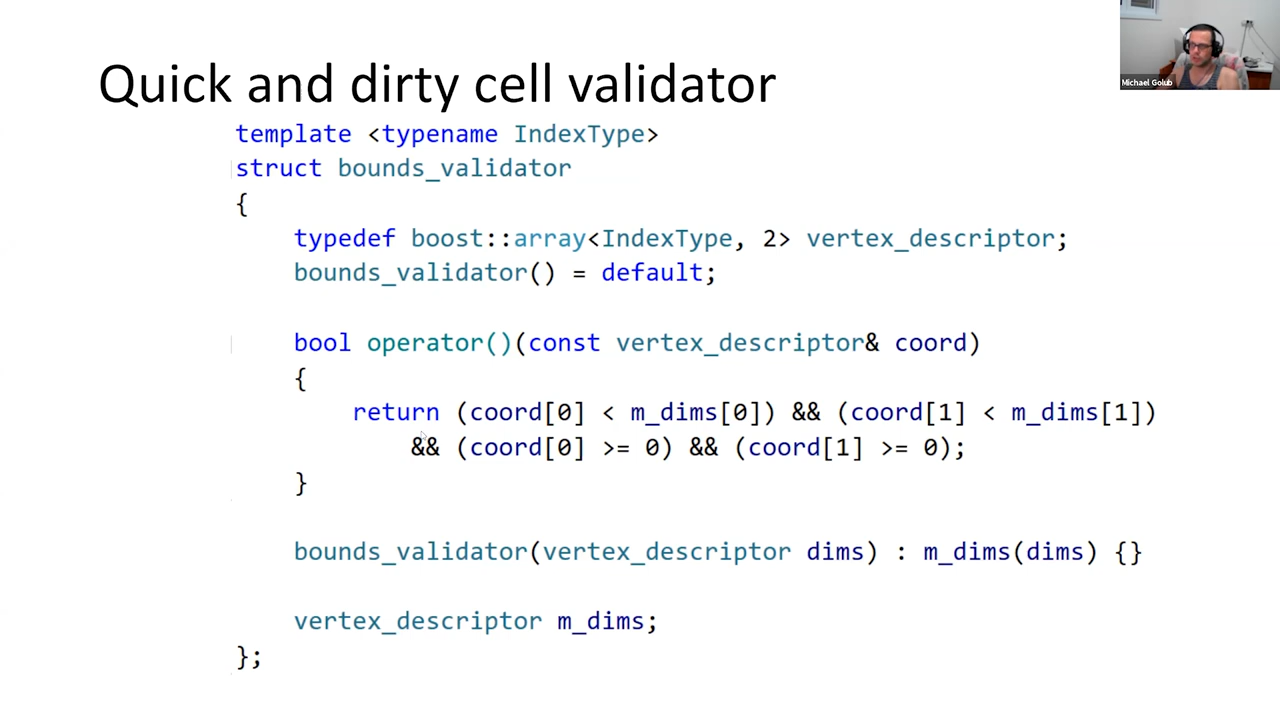 Quick and dirty cell validator
Michael Golub
template <typename IndexType>
struct bounds_validator
{
typedef boost::array<IndexType, 2> vertex_descriptor;
bounds_validator() = default;
bool operator()(const vertex_descriptor& coord)
{
return (coord[0] < m_dims[0]) && (coord[1] < m_dims[1])
&& (coord[0] >= 0) && (coord[1] >= 0);
}
bounds_validator(vertex_descriptor dims) : m_dims(dims) {}
vertex_descriptor m_dims;
};